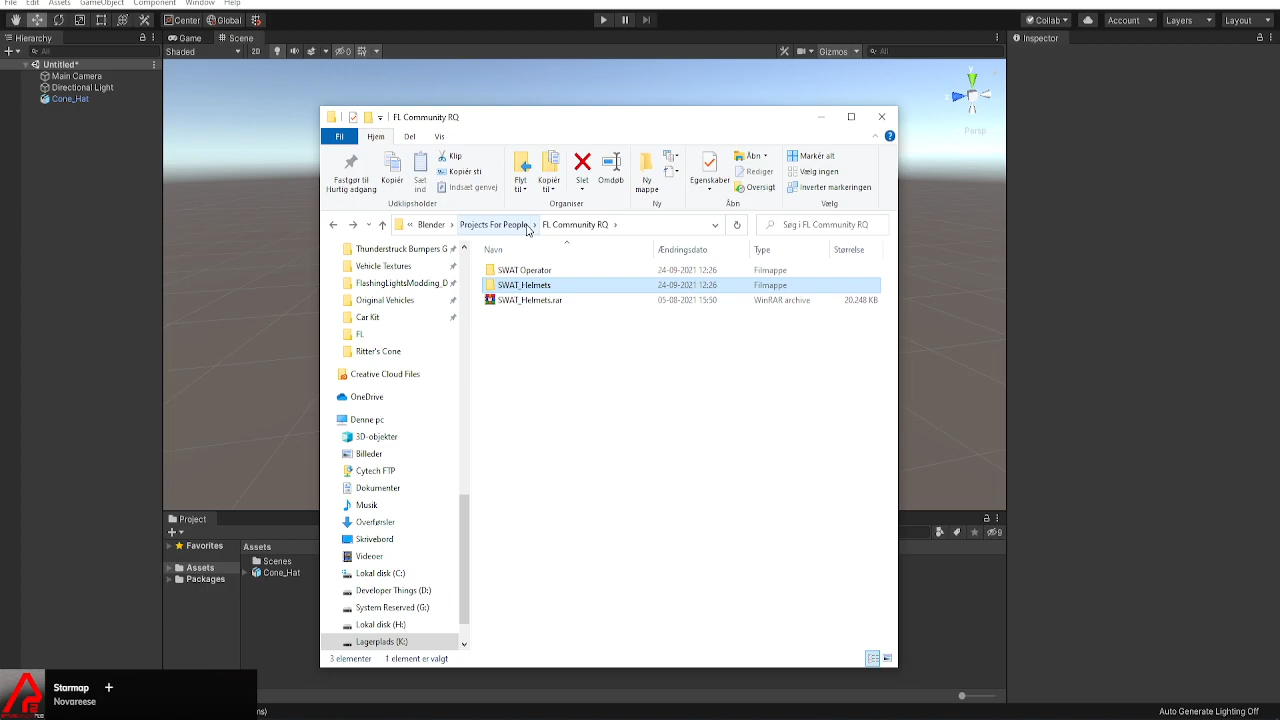 File Edit Assets GameObject Component Window Help
Center Global Collab Account Layers Layout
Hierarchy Game Scene Inspector
All Shaded 2D 0 Gizmos All
Untitled*
Main Camera
Directional Light
Cone_Hat
y
x
Persp
FL Community RQ
Fil Hjem Del Vis
Fastgør til Hurtig adgang
Kopiér
Sæt ind
Klip
Kopiér sti
Indsæt genvej
Udklipsholder
Flyt til
Kopiér til
Slet
Omdøb
Organiser
Ny mappe
Ny
Egenskaber
Åbn
Rediger
Oversigt
Åbn
Markér alt
Vælg ingen
Inverter markeringen
Vælg
« Blender › Projects For People › FL Community RQ ›
Søg i FL Community RQ
Navn Ændringsdato Type Størrelse
SWAT Operator 24-09-2021 12:26 Filmappe
SWAT_Helmets 24-09-2021 12:26 Filmappe
SWAT_Helmets.rar 05-08-2021 15:50 WinRAR archive 20.248 KB
Thunderstruck Bumpers G
Vehicle Textures
FlashingLightsModding_D
Original Vehicles
Car Kit
FL
Ritter's Cone
Creative Cloud Files
OneDrive
Denne pc
3D-objekter
Billeder
Cytech FTP
Dokumenter
Musik
Overførsler
Skrivebord
Videoer
Lokal disk (C:)
Developer Things (D:)
System Reserved (G:)
Lokal disk (H:)
Lagerplads (K:)
3 elementer 1 element er valgt
Project
9
Favorites
Assets
Packages
Assets
Scenes
Cone_Hat
Starmap +
Novareese
ms)
Auto Generate Lighting Off